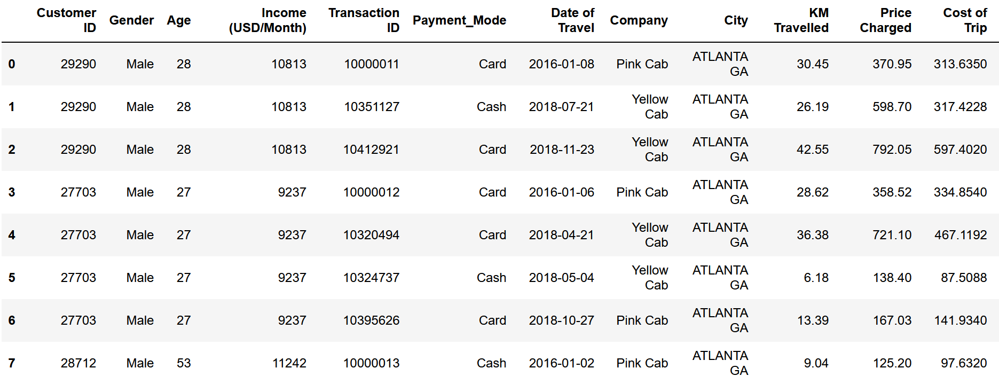 Customer ID Gender Age Income (USD/Month) Transaction ID Payment_Mode Date of Travel Company City KM Travelled Price Charged Cost of Trip
0 29290 Male 28 10813 10000011 Card 2016-01-08 Pink Cab ATLANTA GA 30.45 370.95 313.6350
1 29290 Male 28 10813 10351127 Cash 2018-07-21 Yellow Cab ATLANTA GA 26.19 598.70 317.4228
2 29290 Male 28 10813 10412921 Card 2018-11-23 Yellow Cab ATLANTA GA 42.55 792.05 597.4020
3 27703 Male 27 9237 10000012 Card 2016-01-06 Pink Cab ATLANTA GA 28.62 358.52 334.8540
4 27703 Male 27 9237 10320494 Card 2018-04-21 Yellow Cab ATLANTA GA 36.38 721.10 467.1192
5 27703 Male 27 9237 10324737 Cash 2018-05-04 Yellow Cab ATLANTA GA 6.18 138.40 87.5088
6 27703 Male 27 9237 10395626 Card 2018-10-27 Pink Cab ATLANTA GA 13.39 167.03 141.9340
7 28712 Male 53 11242 10000013 Cash 2016-01-02 Pink Cab ATLANTA GA 9.04 125.20 97.6320